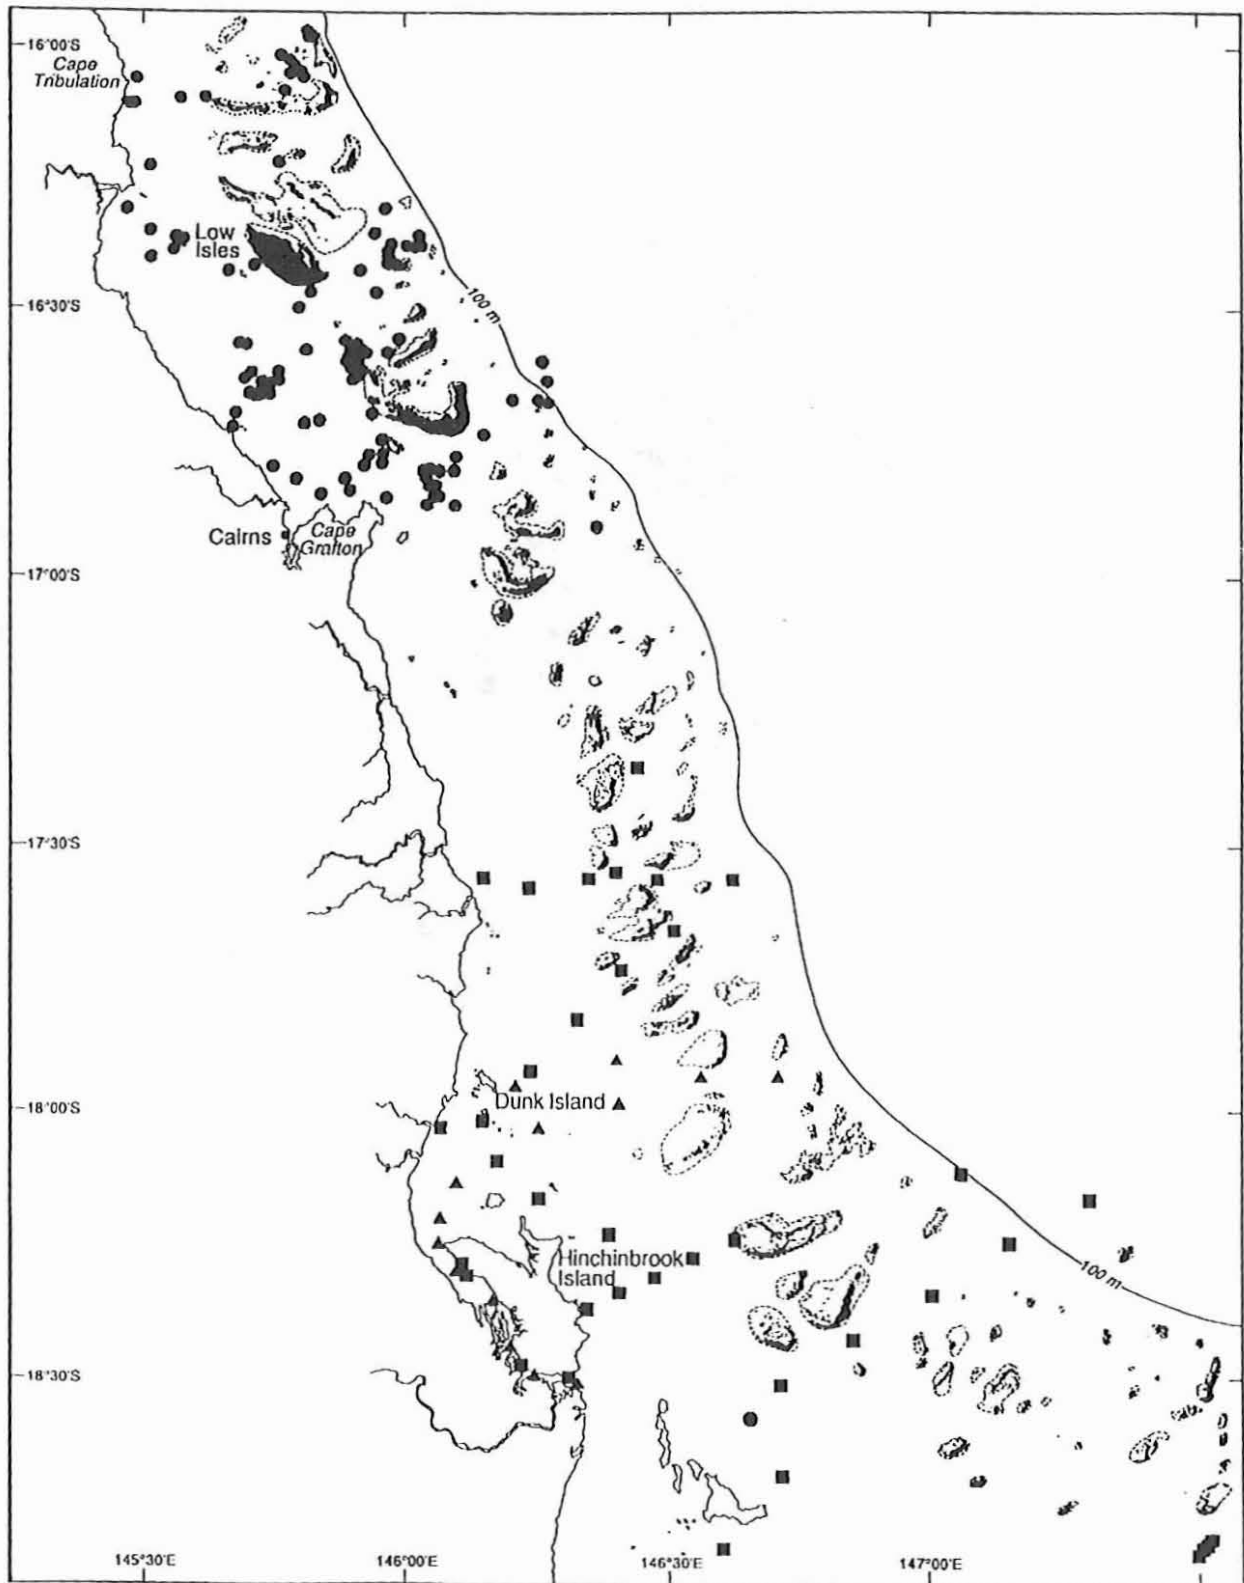 16°00'S
Cape
Tribulation
Low
Isles
16°30'S
100 m
Cairns
Cape
Grafton
17°00'S
17°30'S
18°00'S
Dunk Island
Hinchinbrook
Island
100 m
18°30'S
145°30'E
146°00'E
146°30'E
147°00'E